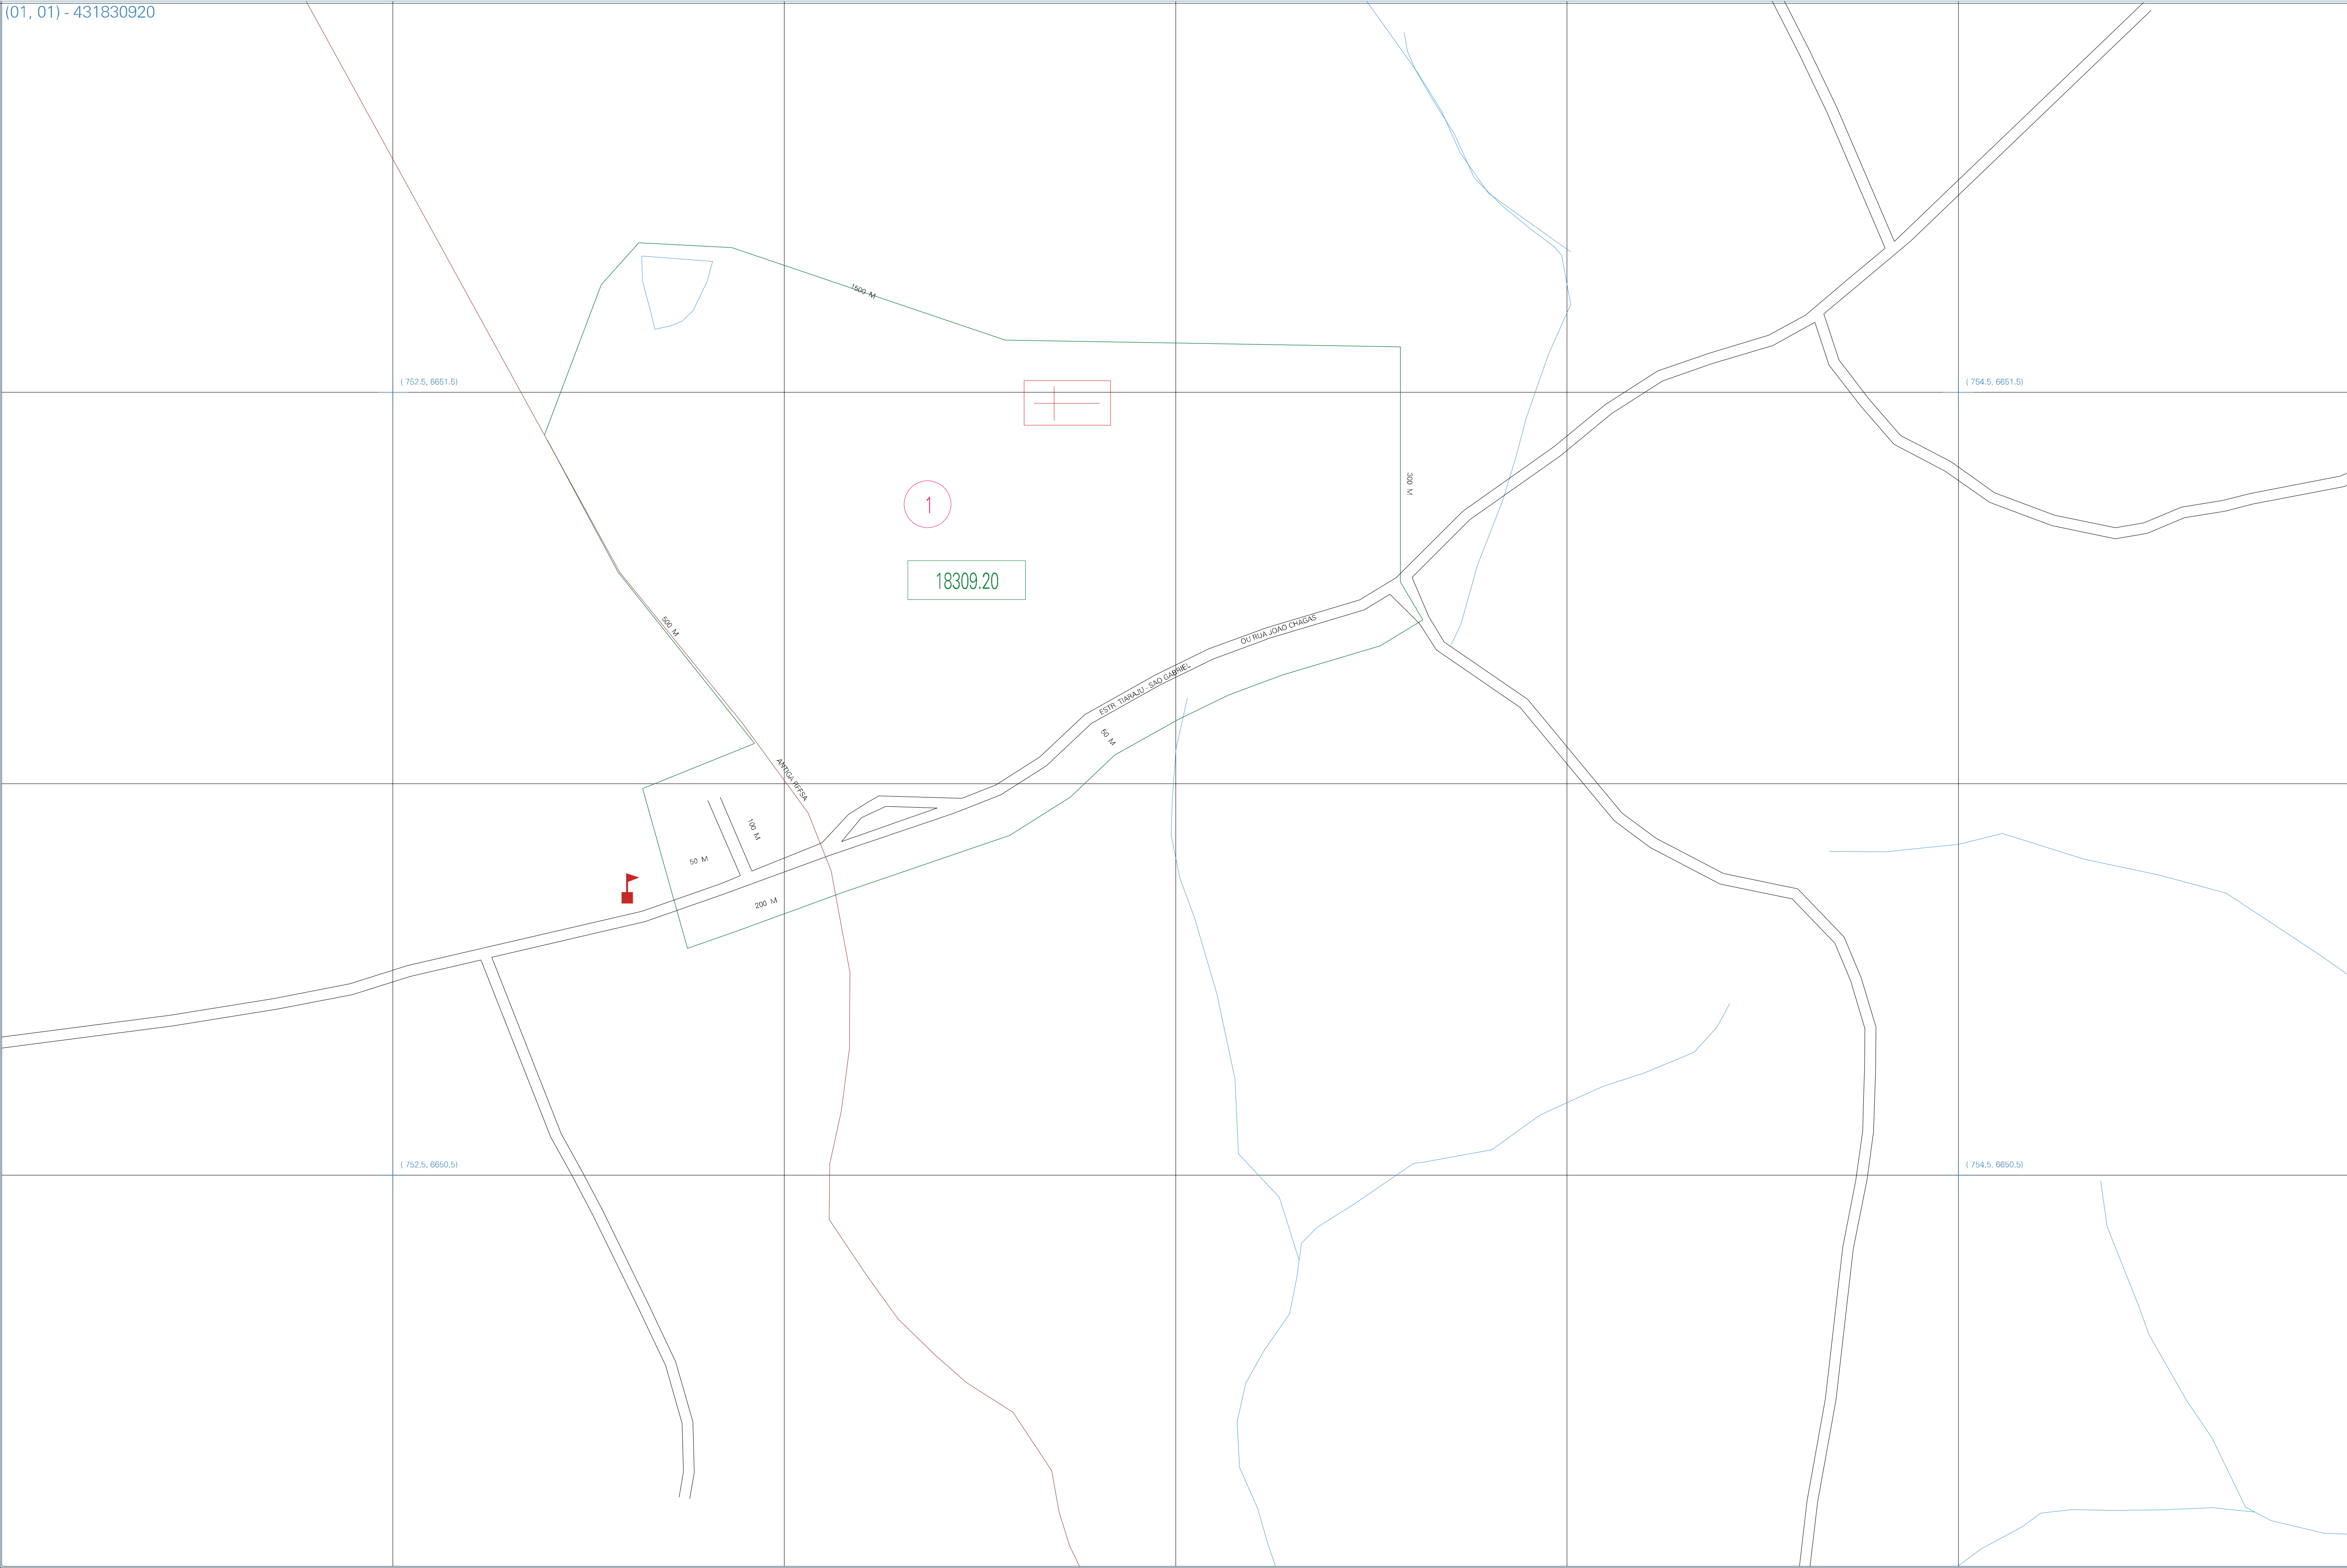 (01, 01) - 431830920
1500 M
( 752.5, 6651.5)
( 754.5, 6651.5)
300 M
1
18309.20
500 M
OU RUA JOAO CHAGAS
ESTR. TIARAJU - SAO GABRIEL
50 M
ANTIGA RFFSA
100 M
50 M
200 M
( 752.5, 6650.5)
( 754.5, 6650.5)